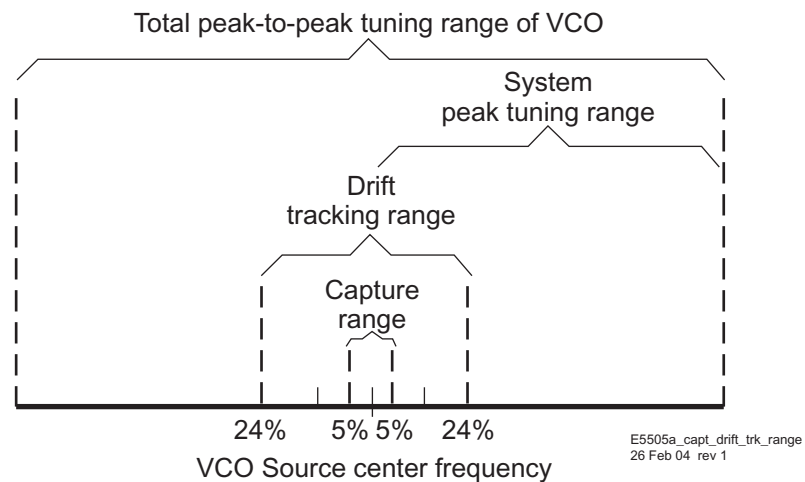 Total peak-to-peak tuning range of VCO
System
peak tuning range
Drift
tracking range
Capture
range
24% 5% 5% 24%
VCO Source center frequency
E5505a_capt_drift_trk_range
26 Feb 04 rev 1